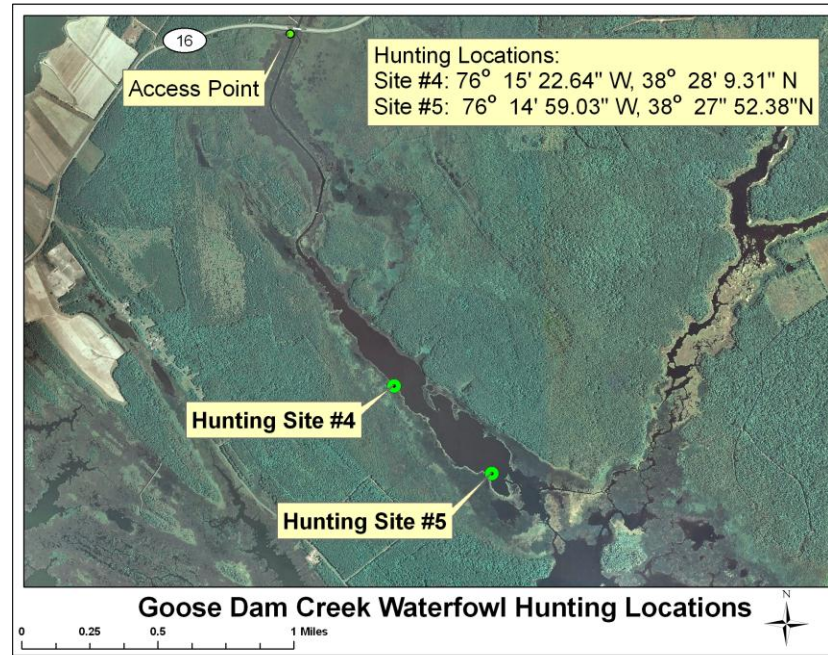 16
Access Point
Hunting Locations:
Site #4: 76° 15' 22.64" W, 38° 28' 9.31" N
Site #5: 76° 14' 59.03" W, 38° 27" 52.38"N
Hunting Site #4
Hunting Site #5
Goose Dam Creek Waterfowl Hunting Locations
N
0 0.25 0.5 1 Miles